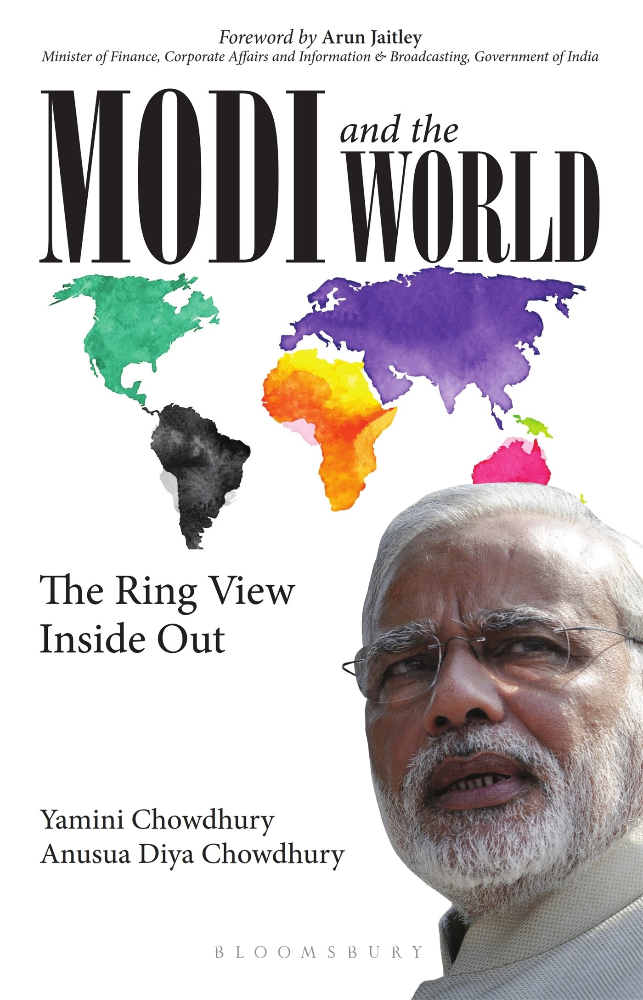 Foreword by Arun Jaitley
Minister of Finance, Corporate Affairs and Information & Broadcasting, Government of India
MODI and the WORLD
The Ring View
Inside Out
Yamini Chowdhury
Anusua Diya Chowdhury
BLOOMSBURY